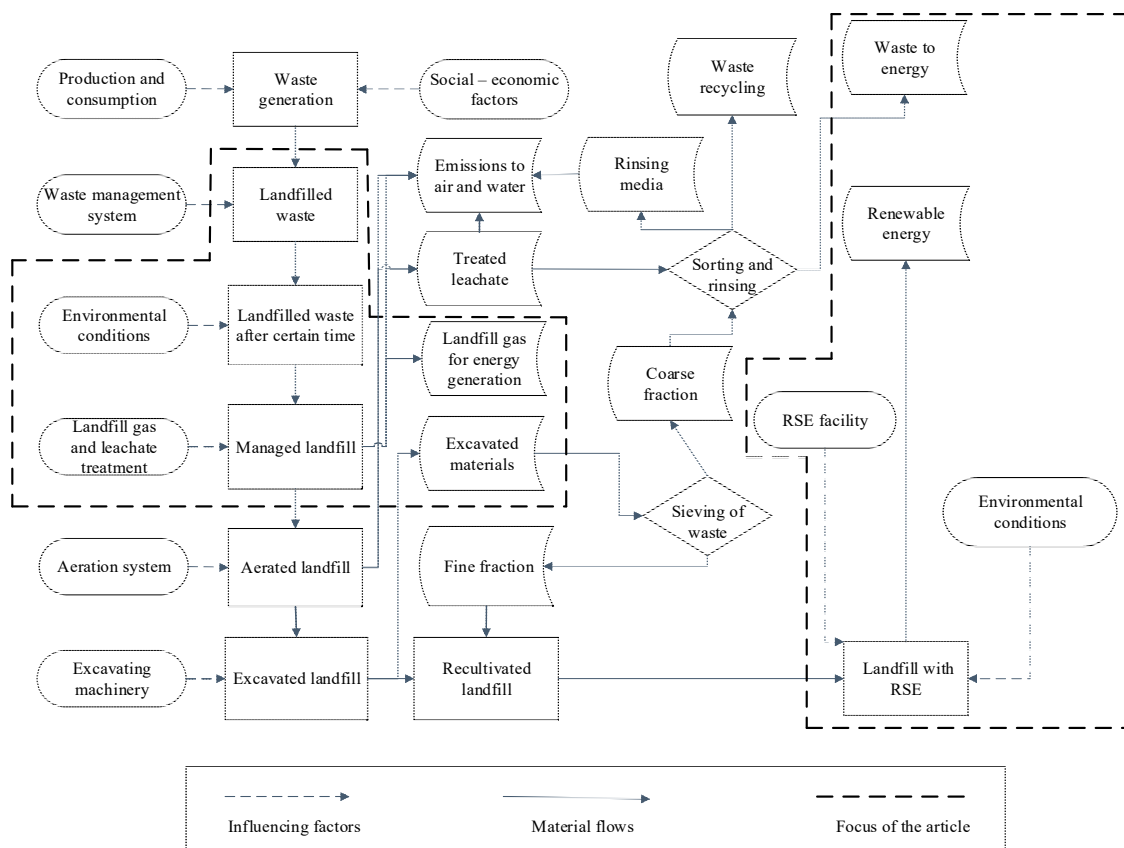 Production and
consumption
Waste
generation
Social – economic
factors
Waste
recycling
Waste to
energy
Waste management
system
Landfilled
waste
Emissions to
air and water
Rinsing
media
Renewable
energy
Environmental
conditions
Landfilled waste
after certain time
Treated
leachate
Sorting and
rinsing
Landfill gas
for energy
generation
Coarse
fraction
RSE facility
Landfill gas
and leachate
treatment
Managed landfill
Excavated
materials
Sieving of
waste
Environmental
conditions
Aeration system
Aerated landfill
Fine fraction
Excavating
machinery
Excavated landfill
Recultivated
landfill
Landfill with
RSE
Influencing factors
Material flows
Focus of the article